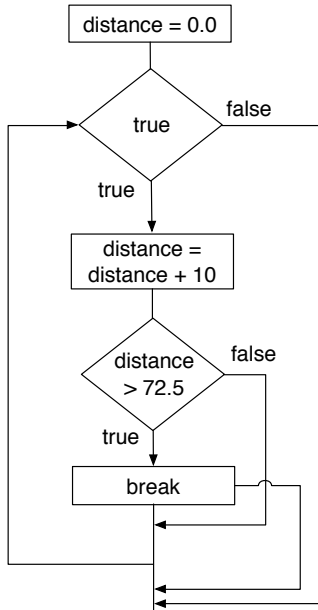 distance = 0.0
true
false
true
distance =
distance + 10
distance
> 72.5
false
true
break